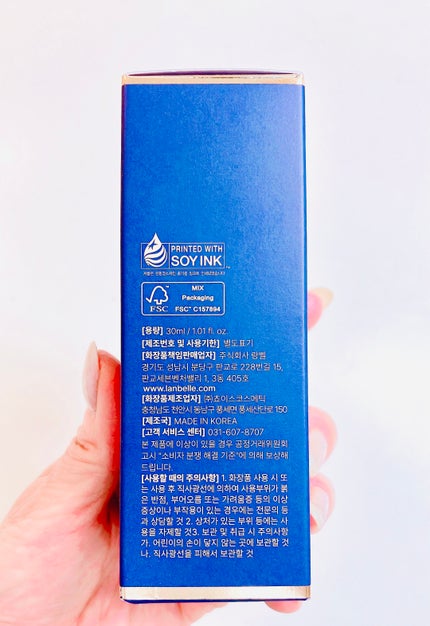 PRINTED WITH
SOY INK
MIX
Packaging
FSC
FSC™ C157894
[용량] 30ml / 1.01 fl. oz.
[제조번호 및 사용기한] 별도표기
[화장품책임판매업자] 주식회사 랑벨
경기도 성남시 분당구 판교로 228번길 15,
판교세븐벤처밸리 1, 3동 405호
www.lanbelle.com
[화장품제조업자] ㈜초이스코스메틱
충청남도 천안시 동남구 풍세면 풍세산단로 150
[제조국] MADE IN KOREA
[고객 서비스 센터] 031-607-8707
본 제품에 이상이 있을 경우 공정거래위원회
고시 "소비자 분쟁 해결 기준"에 의해 보상해
드립니다.
[사용할 때의 주의사항] 1. 화장품 사용 시 또
는 사용 후 직사광선에 의하여 사용부위가 붉
은 반점, 부어오름 또는 가려움증 등의 이상
증상이나 부작용이 있는 경우에는 전문의 등
과 상담할 것 2. 상처가 있는 부위 등에는 사
용을 자제할 것3. 보관 및 취급 시 주의사항
가. 어린이의 손이 닿지 않는 곳에 보관할 것
나. 직사광선을 피해서 보관할 것